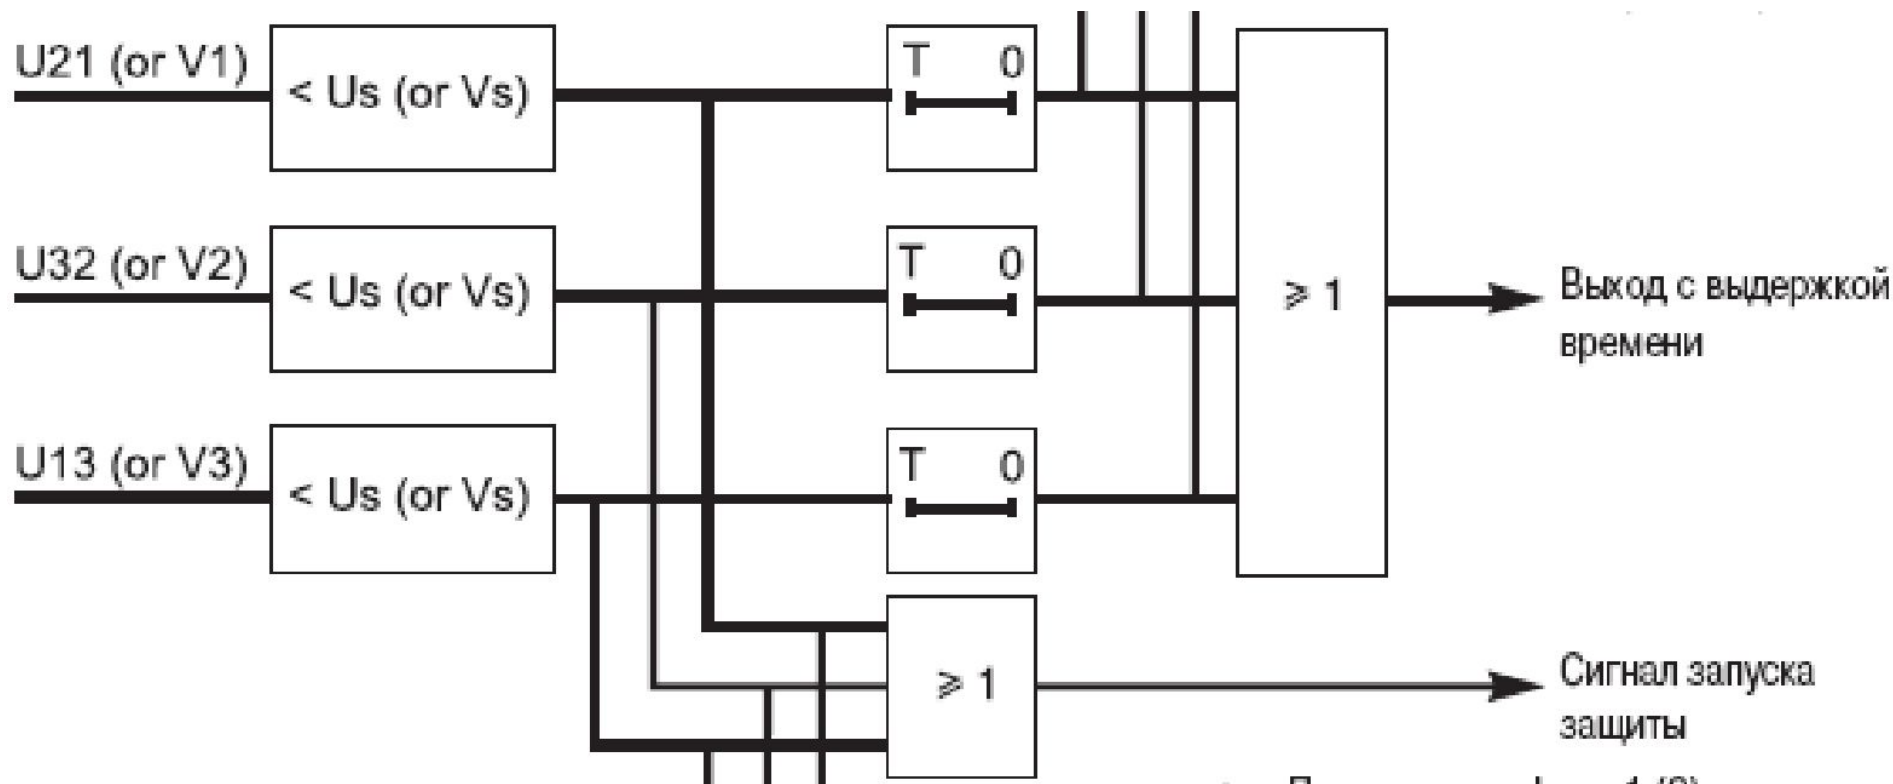 U21 (or V1)
< Us (or Vs)
T 0
U32 (or V2)
< Us (or Vs)
T 0
⩾ 1
Выход с выдержкой
времени
U13 (or V3)
< Us (or Vs)
T 0
⩾ 1
Сигнал запуска
защиты